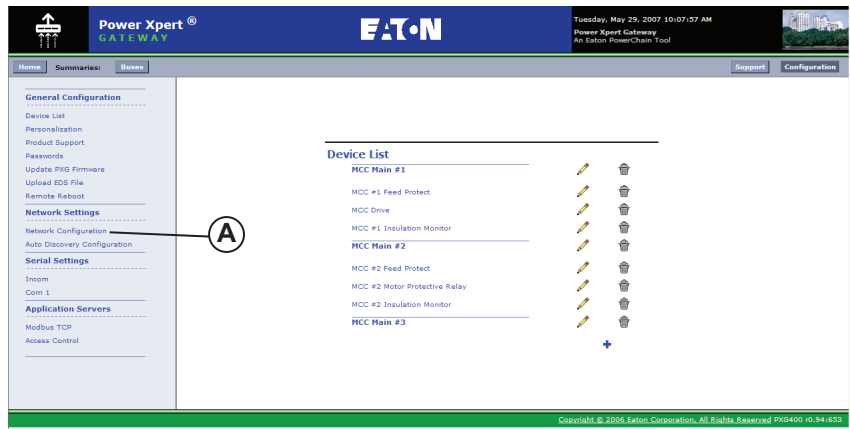 Power Xpert ®
GATEWAY
EATON
Tuesday, May 29, 2007 10:07:57 AM
Power Xpert Gateway
An Eaton PowerChain Tool
Home Summaries: Buses
Support Configuration
General Configuration
Device List
Personalization
Product Support
Passwords
Update PXG Firmware
Upload EDS File
Remote Reboot
Network Settings
Network Configuration
Auto Discovery Configuration
Serial Settings
Incom
Com 1
Application Servers
Modbus TCP
Access Control
A
Device List
MCC Main #1
MCC #1 Feed Protect
MCC Drive
MCC #1 Insulation Monitor
MCC Main #2
MCC #2 Feed Protect
MCC #2 Motor Protective Relay
MCC #2 Insulation Monitor
MCC Main #3
Copyright © 2006 Eaton Corporation, All Rights Reserved PXG400 r0.94:653